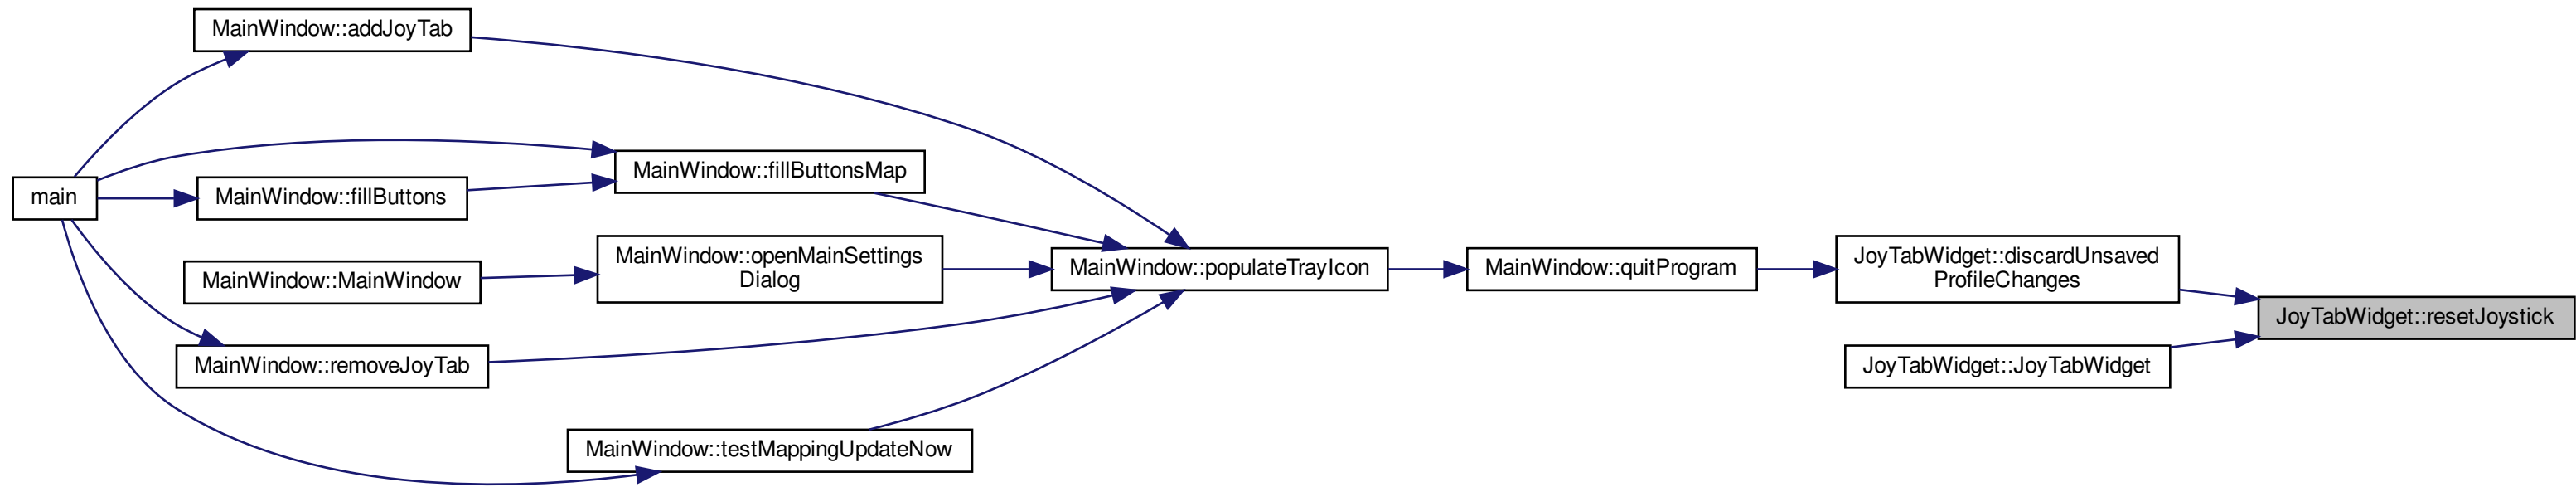 MainWindow::addJoyTab
MainWindow::fillButtonsMap
main
MainWindow::fillButtons
MainWindow::openMainSettings
Dialog
MainWindow::MainWindow
MainWindow::populateTrayIcon
MainWindow::quitProgram
JoyTabWidget::discardUnsaved
ProfileChanges
JoyTabWidget::resetJoystick
MainWindow::removeJoyTab
JoyTabWidget::JoyTabWidget
MainWindow::testMappingUpdateNow